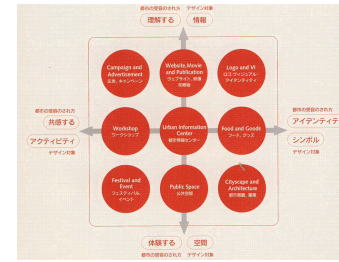 都市の受容のされ方 デザイン対象
理解する 情報
Campaign and
Advertisement
広告、キャンペーン
Website,Movie
and Publication
ウェブサイト、映像
印刷物
Logo and VI
ロゴ、ヴィジュアル・
アイデンティティ
都市の受容のされ方
共感する
アクティビティ
デザイン対象
Workshop
ワークショップ
Urban Information
Center
都市情報センター
Food and Goods
フード、グッズ
都市の受容のされ方
アイデンティテ
シンボル
デザイン対象
Festival and
Event
フェスティバル、
イベント
Public Space
公共空間
Cityscape and
Architecture
都市景観、建築
体験する 空間
都市の受容のされ方 デザイン対象